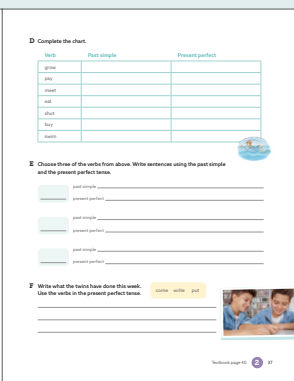 D Complete the chart.
Verb Past simple Present perfect
grow
pay
meet
eat
shut
buy
swim
E Choose three of the verbs from above. Write sentences using the past simple
and the present perfect tense.
past simple
present perfect
past simple
present perfect
past simple
present perfect
F Write what the twins have done this week.
Use the verbs in the present perfect tense.
come write put
Textbook page 40 2 37